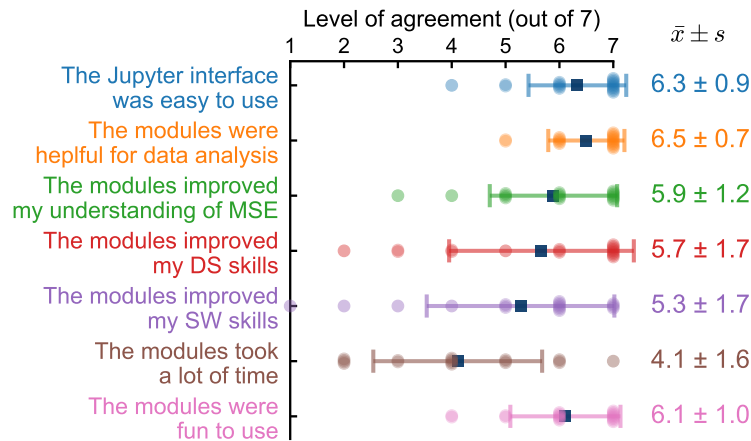 Level of agreement (out of 7)
x̄ ± s
1 2 3 4 5 6 7
The Jupyter interface
was easy to use
6.3 ± 0.9
The modules were
heplful for data analysis
6.5 ± 0.7
The modules improved
my understanding of MSE
5.9 ± 1.2
The modules improved
my DS skills
5.7 ± 1.7
The modules improved
my SW skills
5.3 ± 1.7
The modules took
a lot of time
4.1 ± 1.6
The modules were
fun to use
6.1 ± 1.0